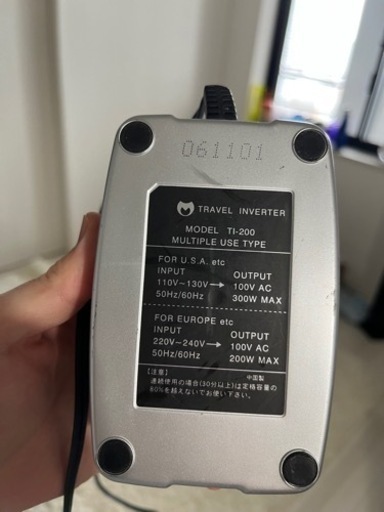 061101
TRAVEL INVERTER
MODEL TI-200
MULTIPLE USE TYPE
FOR U.S.A. etc
INPUT OUTPUT
110V~130V→ 100V AC
50Hz/60Hz 300W MAX
FOR EUROPE etc
INPUT OUTPUT
220V~240V→ 100V AC
50Hz/60Hz 200W MAX
【注意】 中国製
連続使用の場合(30分以上)は定格容量の
80%を越えないでお使い下さい。